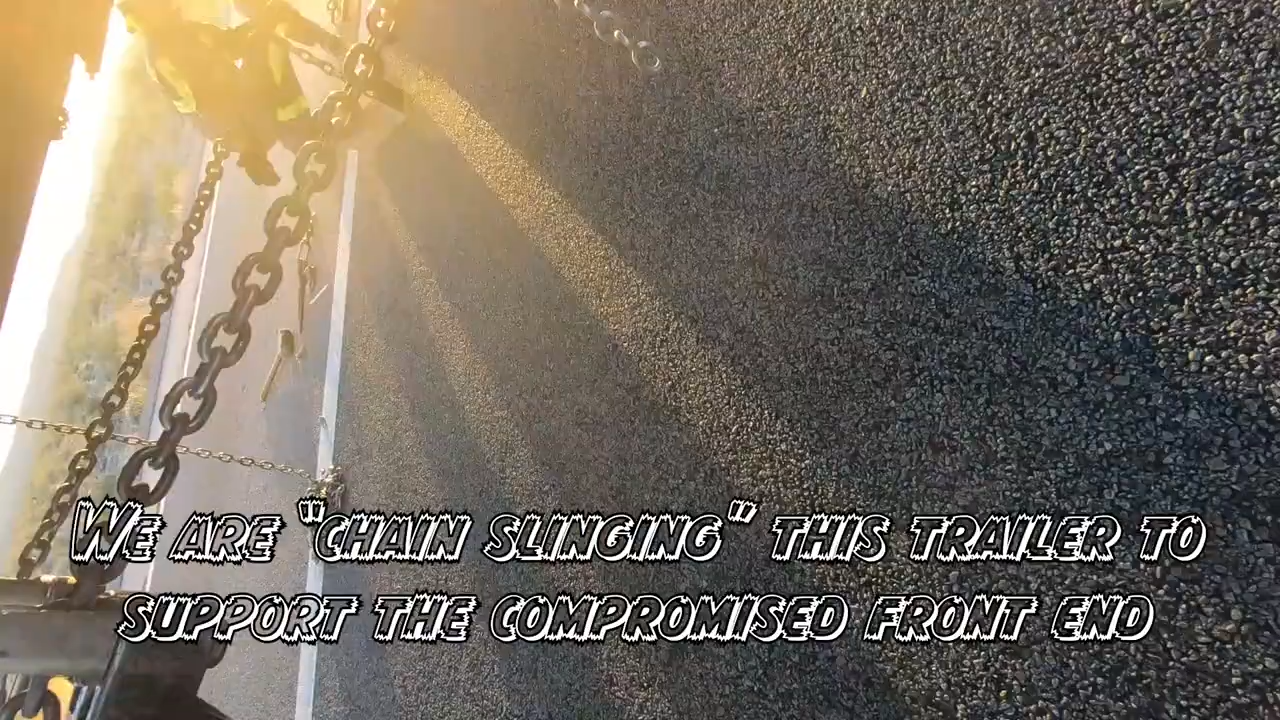 We are "chain slinging" this trailer to
support the compromised front end